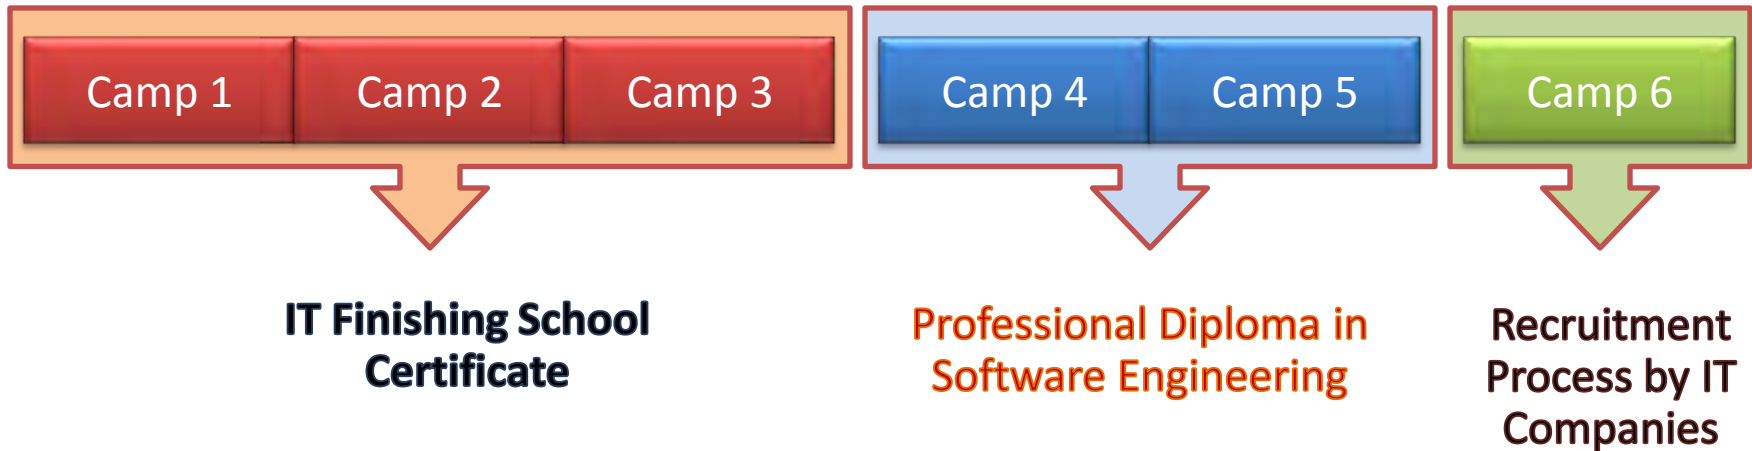 Camp 1
Camp 2
Camp 3
Camp 4
Camp 5
Camp 6
IT Finishing School
Certificate
Professional Diploma in
Software Engineering
Recruitment
Process by IT
Companies